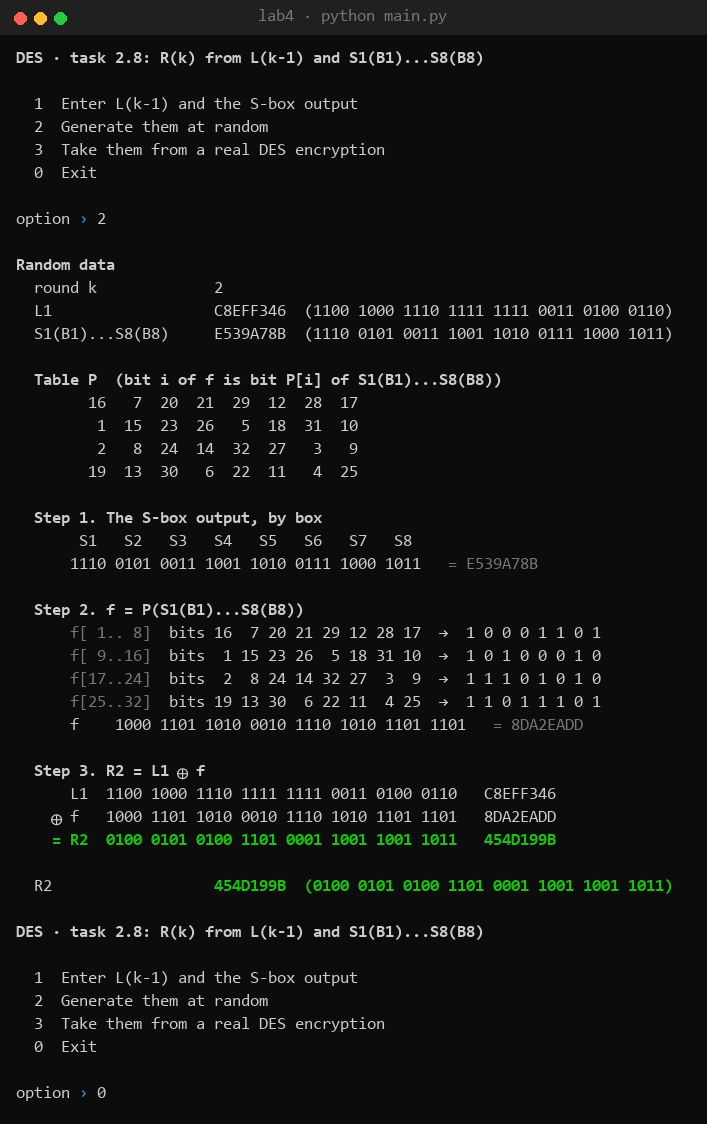 lab4 · python main.py
DES · task 2.8: R(k) from L(k-1) and S1(B1)...S8(B8)
1  Enter L(k-1) and the S-box output
2  Generate them at random
3  Take them from a real DES encryption
0  Exit
option › 2
Random data
round k             2
L1                  C8EFF346  (1100 1000 1110 1111 1111 0011 0100 0110)
S1(B1)...S8(B8)     E539A78B  (1110 0101 0011 1001 1010 0111 1000 1011)
Table P  (bit i of f is bit P[i] of S1(B1)...S8(B8))
16   7  20  21  29  12  28  17
1  15  23  26   5  18  31  10
2   8  24  14  32  27   3   9
19  13  30   6  22  11   4  25
Step 1. The S-box output, by box
S1   S2   S3   S4   S5   S6   S7   S8
1110 0101 0011 1001 1010 0111 1000 1011   = E539A78B
Step 2. f = P(S1(B1)...S8(B8))
f[ 1.. 8]  bits 16  7 20 21 29 12 28 17  →  1 0 0 0 1 1 0 1
f[ 9..16]  bits  1 15 23 26  5 18 31 10  →  1 0 1 0 0 0 1 0
f[17..24]  bits  2  8 24 14 32 27  3  9  →  1 1 1 0 1 0 1 0
f[25..32]  bits 19 13 30  6 22 11  4 25  →  1 1 0 1 1 1 0 1
f    1000 1101 1010 0010 1110 1010 1101 1101   = 8DA2EADD
Step 3. R2 = L1 ⊕ f
L1  1100 1000 1110 1111 1111 0011 0100 0110   C8EFF346
⊕ f   1000 1101 1010 0010 1110 1010 1101 1101   8DA2EADD
= R2  0100 0101 0100 1101 0001 1001 1001 1011   454D199B
R2                  454D199B  (0100 0101 0100 1101 0001 1001 1001 1011)
DES · task 2.8: R(k) from L(k-1) and S1(B1)...S8(B8)
1  Enter L(k-1) and the S-box output
2  Generate them at random
3  Take them from a real DES encryption
0  Exit
option › 0